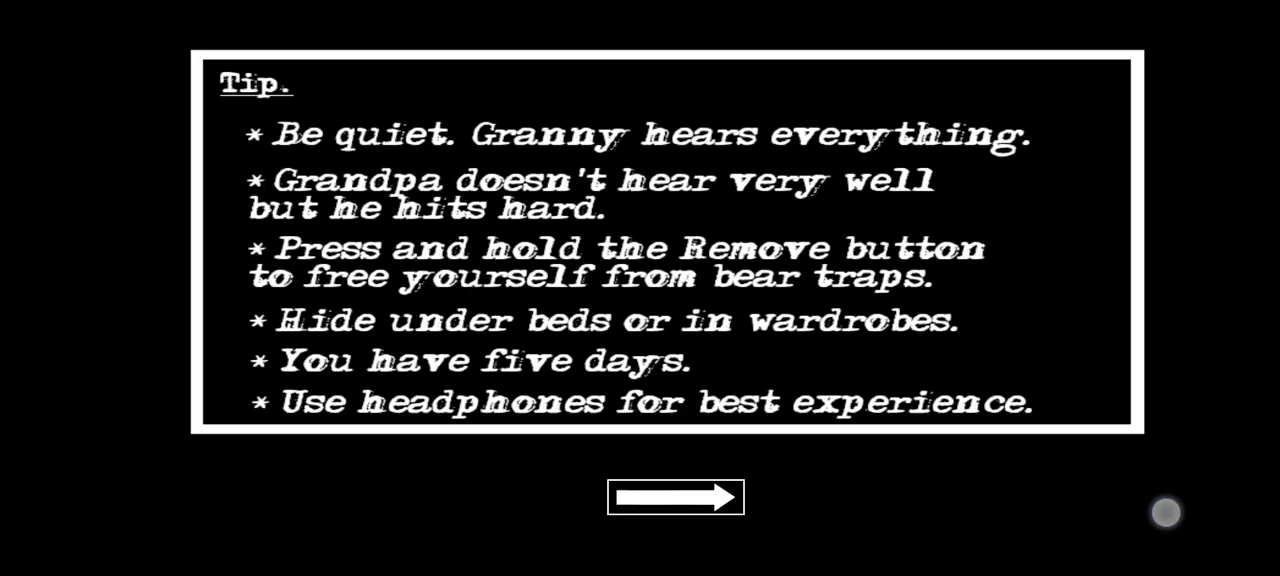 Tip.
* Be quiet. Granny hears everything.
* Grandpa doesn't hear very well
but he hits hard.
* Press and hold the Remove button
to free yourself from bear traps.
* Hide under beds or in wardrobes.
* You have five days.
* Use headphones for best experience.